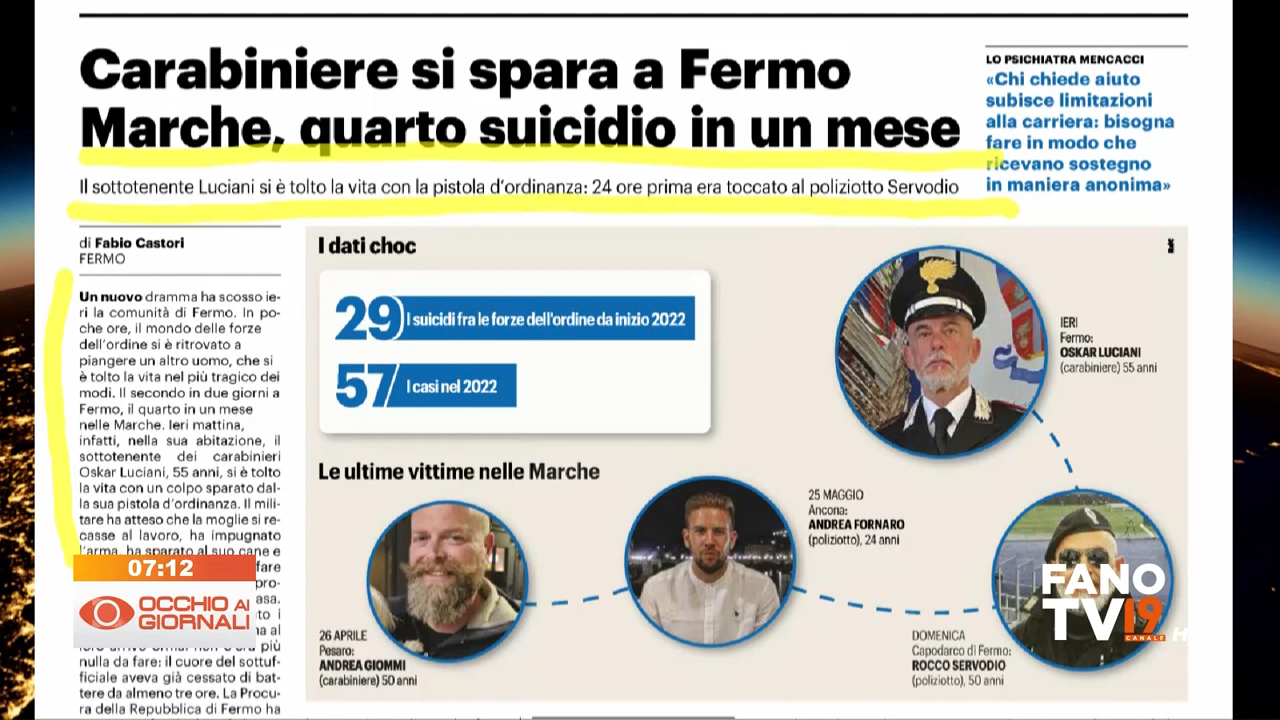 Carabiniere si spara a Fermo
Marche, quarto suicidio in un mese
Il sottotenente Luciani si è tolto la vita con la pistola d'ordinanza: 24 ore prima era toccato al poliziotto Servodio
LO PSICHIATRA MENCACCI
«Chi chiede aiuto
subisce limitazioni
alla carriera: bisogna
fare in modo che
ricevano sostegno
in maniera anonima»
di Fabio Castori
FERMO
Un nuovo dramma ha scosso ie-
ri la comunità di Fermo. In po-
che ore, il mondo delle forze
dell'ordine si è ritrovato a
piangere un altro uomo, che si
è tolto la vita nel più tragico dei
modi. Il secondo in due giorni a
Fermo, il quarto in un mese
nelle Marche. Ieri mattina,
infatti, nella sua abitazione, il
sottotenente dei carabinieri
Oskar Luciani, 55 anni, si è tolto
la vita con un colpo sparato dal-
la sua pistola d'ordinanza. Il mili-
tare ha atteso che la moglie si re-
casse al lavoro, ha impugnato
l'arma, ha sparato al suo cane e
fare
pro-
asa.
to i
na al
più
nulla da fare: il cuore del sottuf-
ficiale aveva già cessato di bat-
tere da almeno tre ore. La Procu-
ra della Repubblica di Fermo ha
I dati choc
29 I suicidi fra le forze dell'ordine da inizio 2022
57 I casi nel 2022
IERI
Fermo:
OSKAR LUCIANI
(carabiniere) 55 anni
Le ultime vittime nelle Marche
25 MAGGIO
Ancona:
ANDREA FORNARO
(poliziotto), 24 anni
26 APRILE
Pesaro:
ANDREA GIOMMI
(carabiniere) 50 anni
DOMENICA
Capodarco di Fermo:
ROCCO SERVODIO
(poliziotto), 50 anni
07:12
OCCHIO AI
GIORNALI
FANO
TV19
CANALE
H